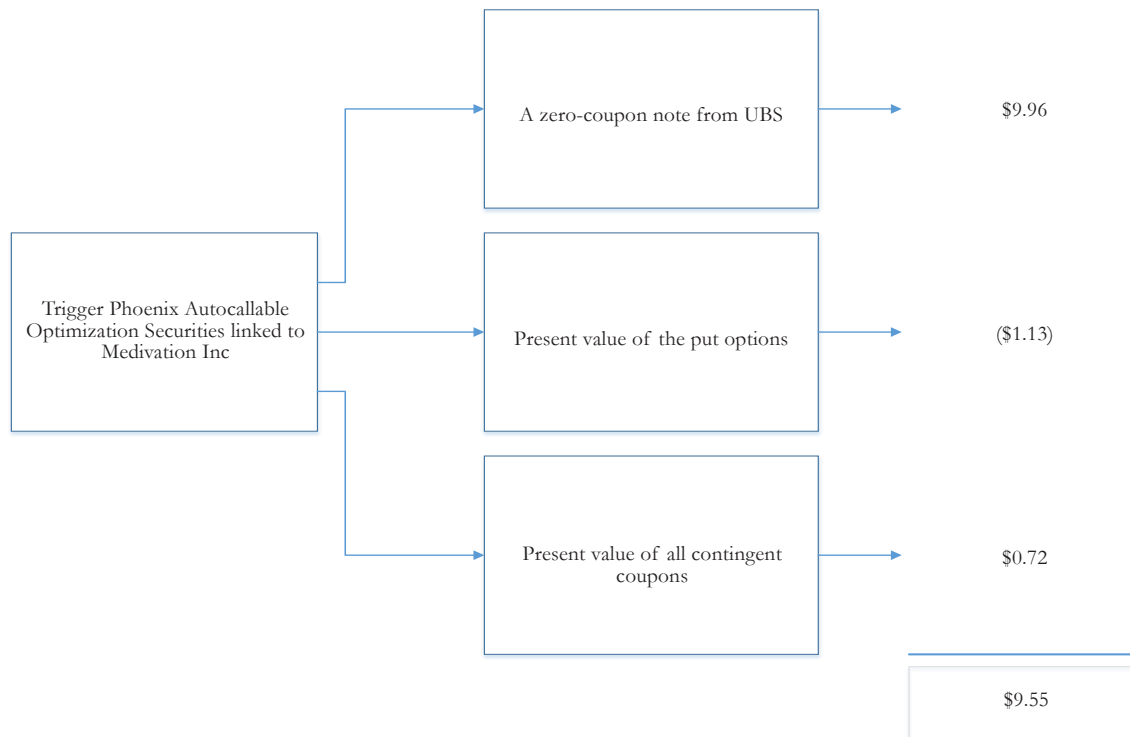 A zero-coupon note from UBS
$9.96
Trigger Phoenix Autocallable
Optimization Securities linked to
Medivation Inc
Present value of the put options
($1.13)
Present value of all contingent
coupons
$0.72
$9.55